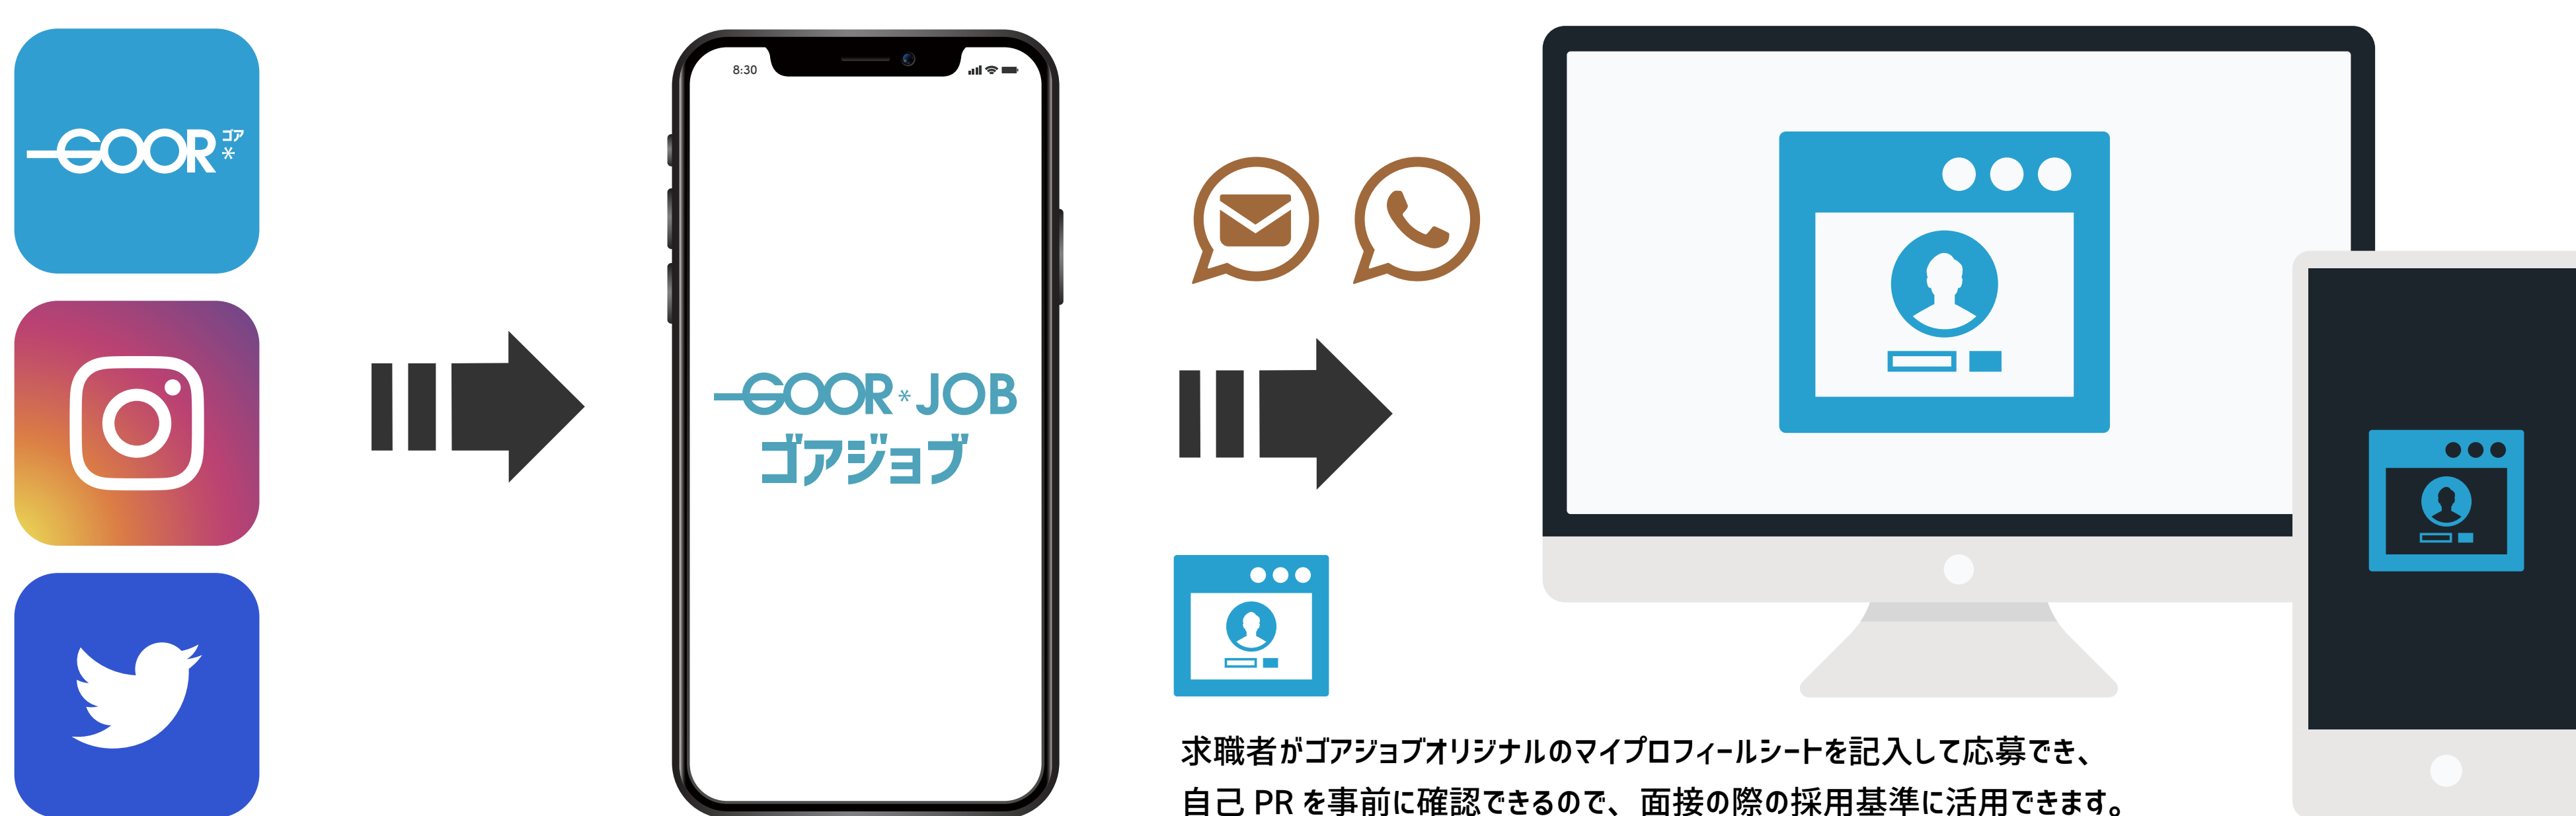 GOOR ゴア
*
8:30
GOOR*JOB
ゴアジョブ
求職者がゴアジョブオリジナルのマイプロフィールシートを記入して応募でき、
自己 PR を事前に確認できるので、面接の際の採用基準に活用できます。